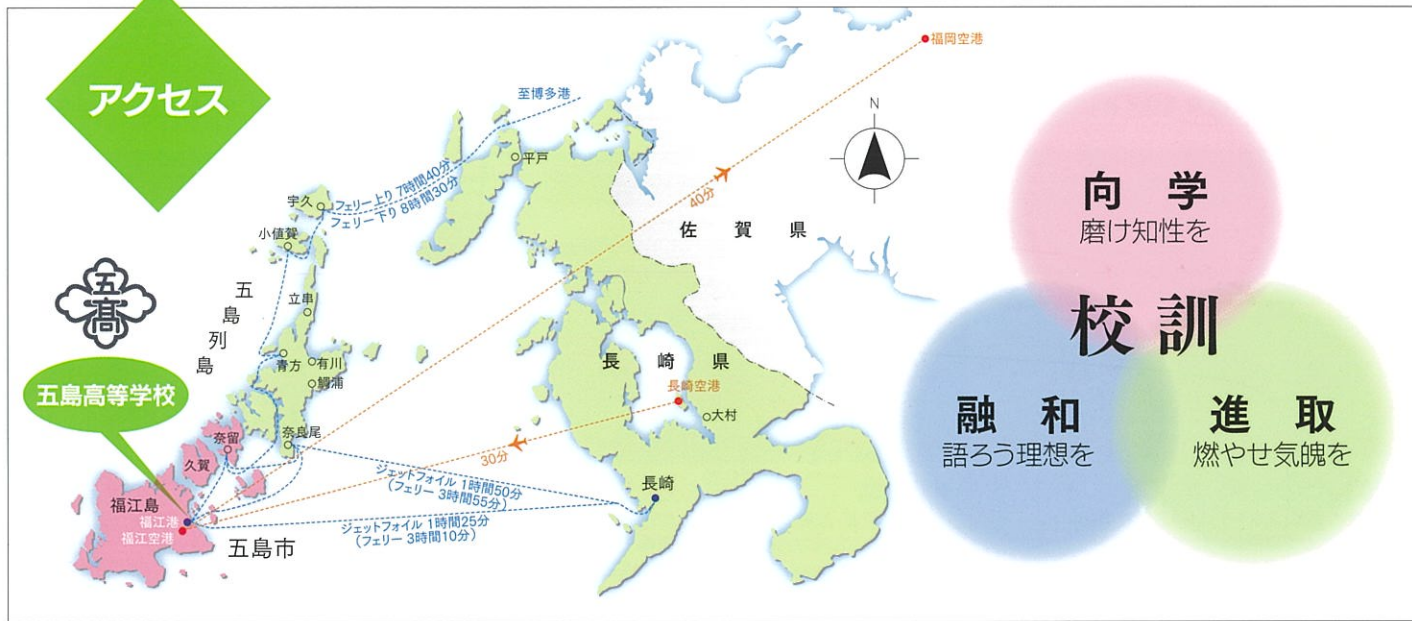 アクセス
福岡空港
至博多港
N
平戸
宇久
フェリー上り 7時間40分
フェリー下り 8時間30分
40分
小値賀
佐賀県
五島列島
立串
五高
青方
有川
鯛浦
長崎県
長崎空港
大村
五島高等学校
奈良尾
奈留
久賀
30分
ジェットフォイル 1時間50分
(フェリー 3時間55分)
長崎
福江島
福江港
福江空港
ジェットフォイル 1時間25分
(フェリー 3時間10分)
五島市
向学
磨け知性を
校訓
融和
語ろう理想を
進取
燃やせ気魄を